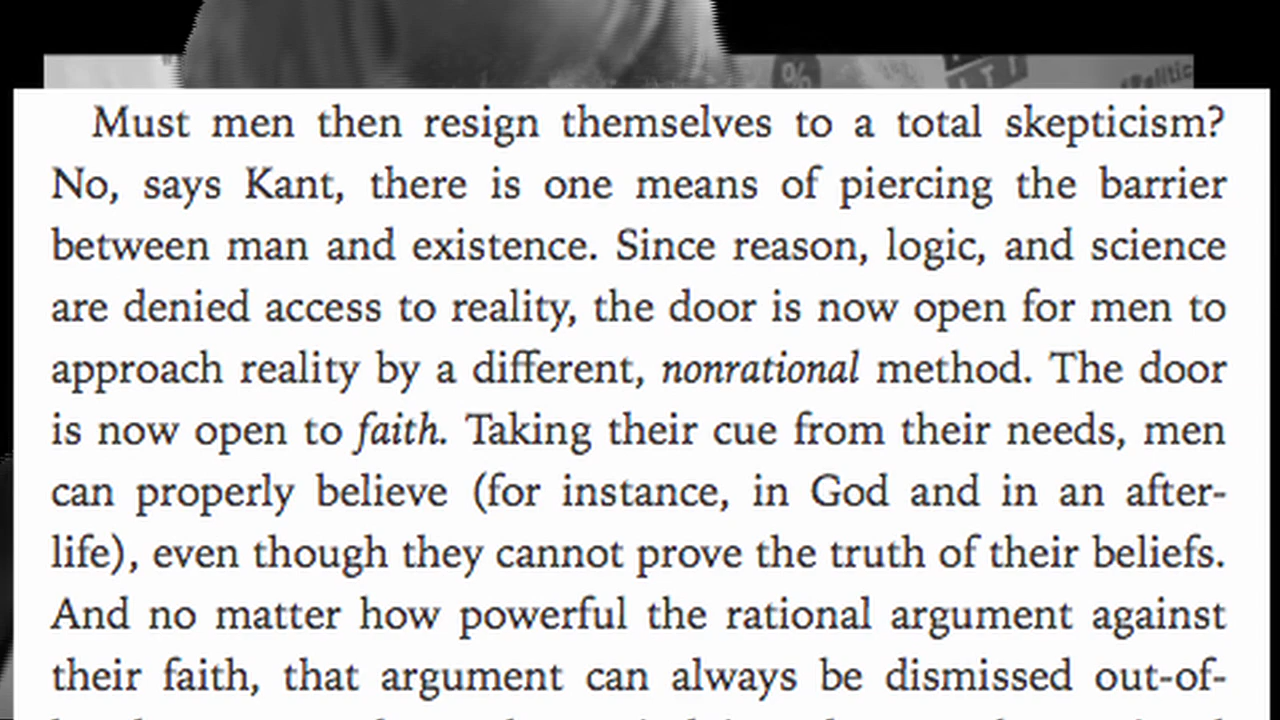 %
LTI
#Politic
Must men then resign themselves to a total skepticism?
No, says Kant, there is one means of piercing the barrier
between man and existence. Since reason, logic, and science
are denied access to reality, the door is now open for men to
approach reality by a different, nonrational method. The door
is now open to faith. Taking their cue from their needs, men
can properly believe (for instance, in God and in an after-
life), even though they cannot prove the truth of their beliefs.
And no matter how powerful the rational argument against
their faith, that argument can always be dismissed out-of-